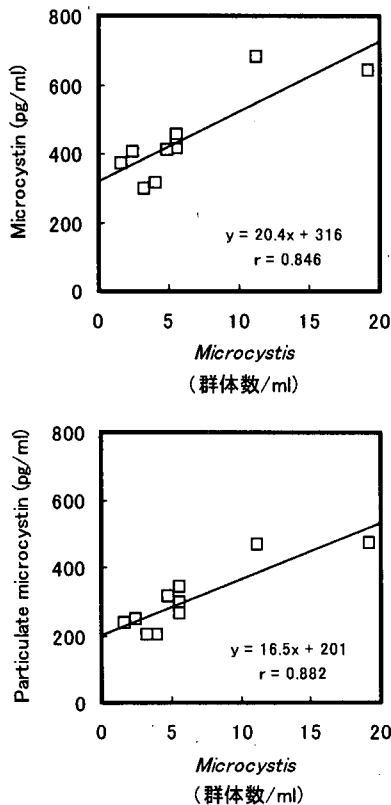 Microcystin (pg/ml)
800
600
400
200
0
y = 20.4x + 316
r = 0.846
0 5 10 15 20
Microcystis
(群体数/ml)
Particulate microcystin (pg/ml)
800
600
400
200
0
y = 16.5x + 201
r = 0.882
0 5 10 15 20
Microcystis
(群体数/ml)